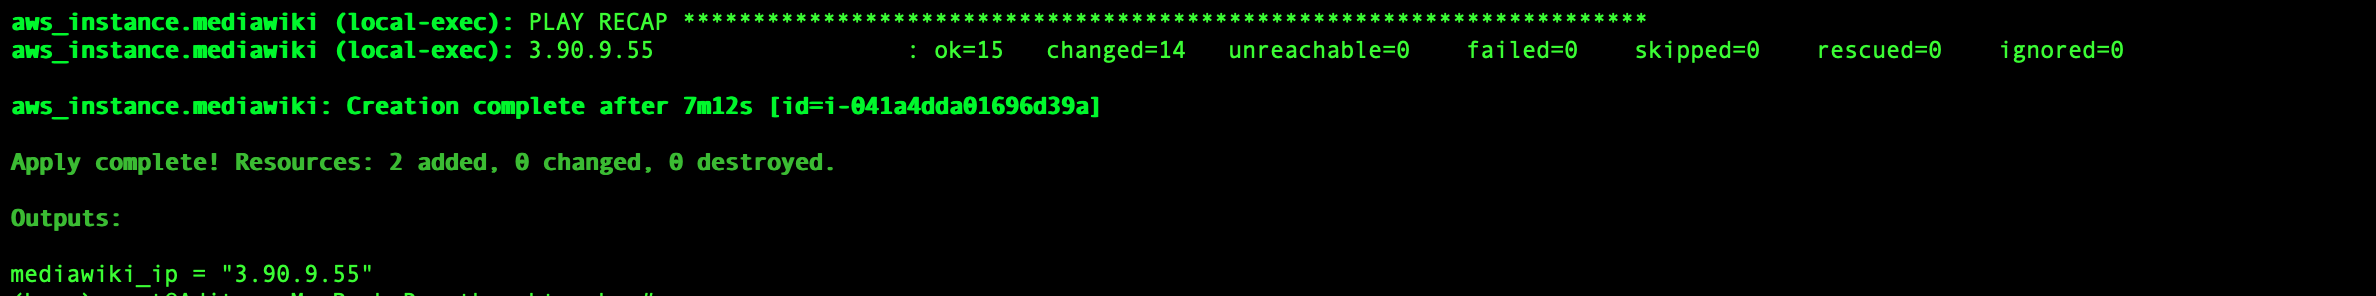 aws_instance.mediawiki (local-exec): PLAY RECAP *********************************************************************
aws_instance.mediawiki (local-exec): 3.90.9.55 : ok=15 changed=14 unreachable=0 failed=0 skipped=0 rescued=0 ignored=0
aws_instance.mediawiki: Creation complete after 7m12s [id=i-041a4dda01696d39a]
Apply complete! Resources: 2 added, 0 changed, 0 destroyed.
Outputs:
mediawiki_ip = "3.90.9.55"